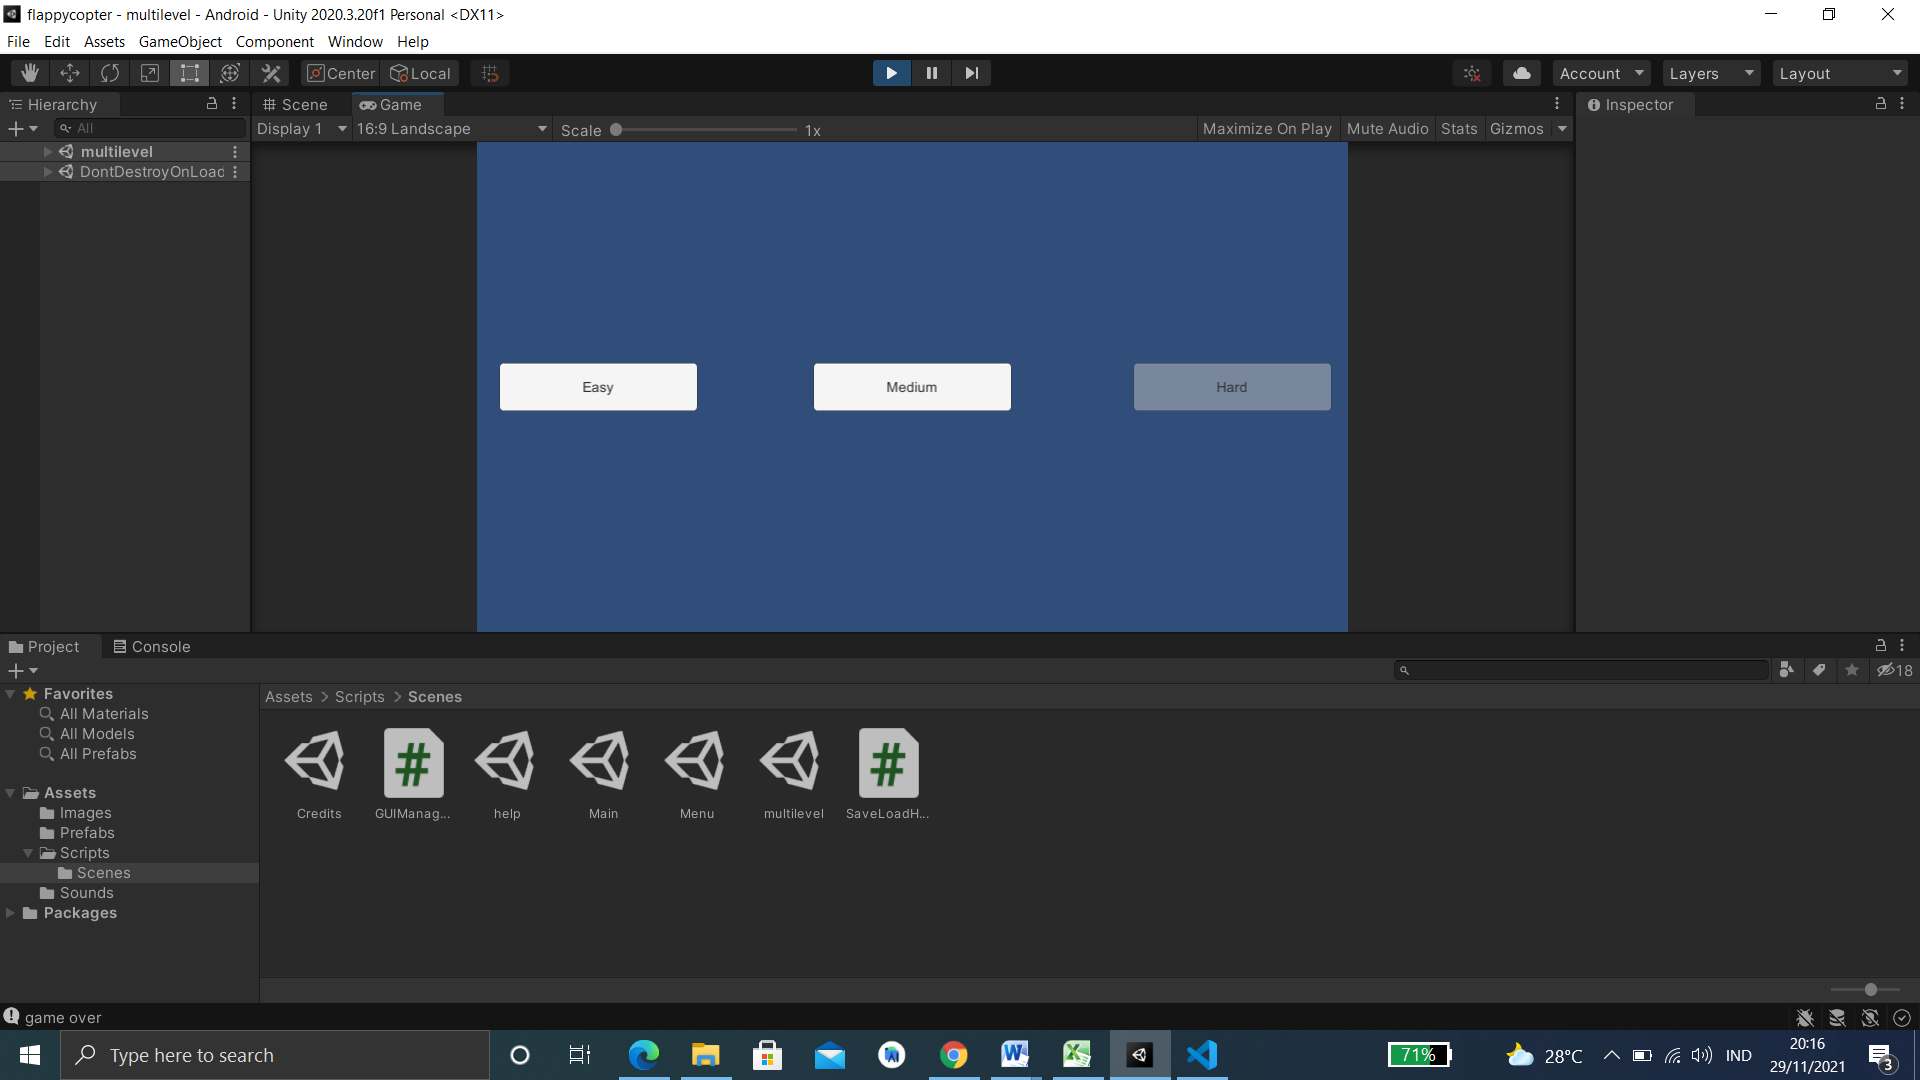 flappycopter - multilevel - Android - Unity 2020.3.20f1 Personal <DX11>
File Edit Assets GameObject Component Window Help
Center Local Account Layers Layout
Hierarchy Scene Game Inspector
All Display 1 16:9 Landscape Scale 1x Maximize On Play Mute Audio Stats Gizmos
multilevel
DontDestroyOnLoad
Easy Medium Hard
Project Console
18
Favorites
All Materials
All Models
All Prefabs
Assets
Images
Prefabs
Scripts
Scenes
Sounds
Packages
Assets > Scripts > Scenes
Credits GUIManag... help Main Menu multilevel SaveLoadH...
game over
Type here to search
71% 28°C IND
20:16
29/11/2021
3